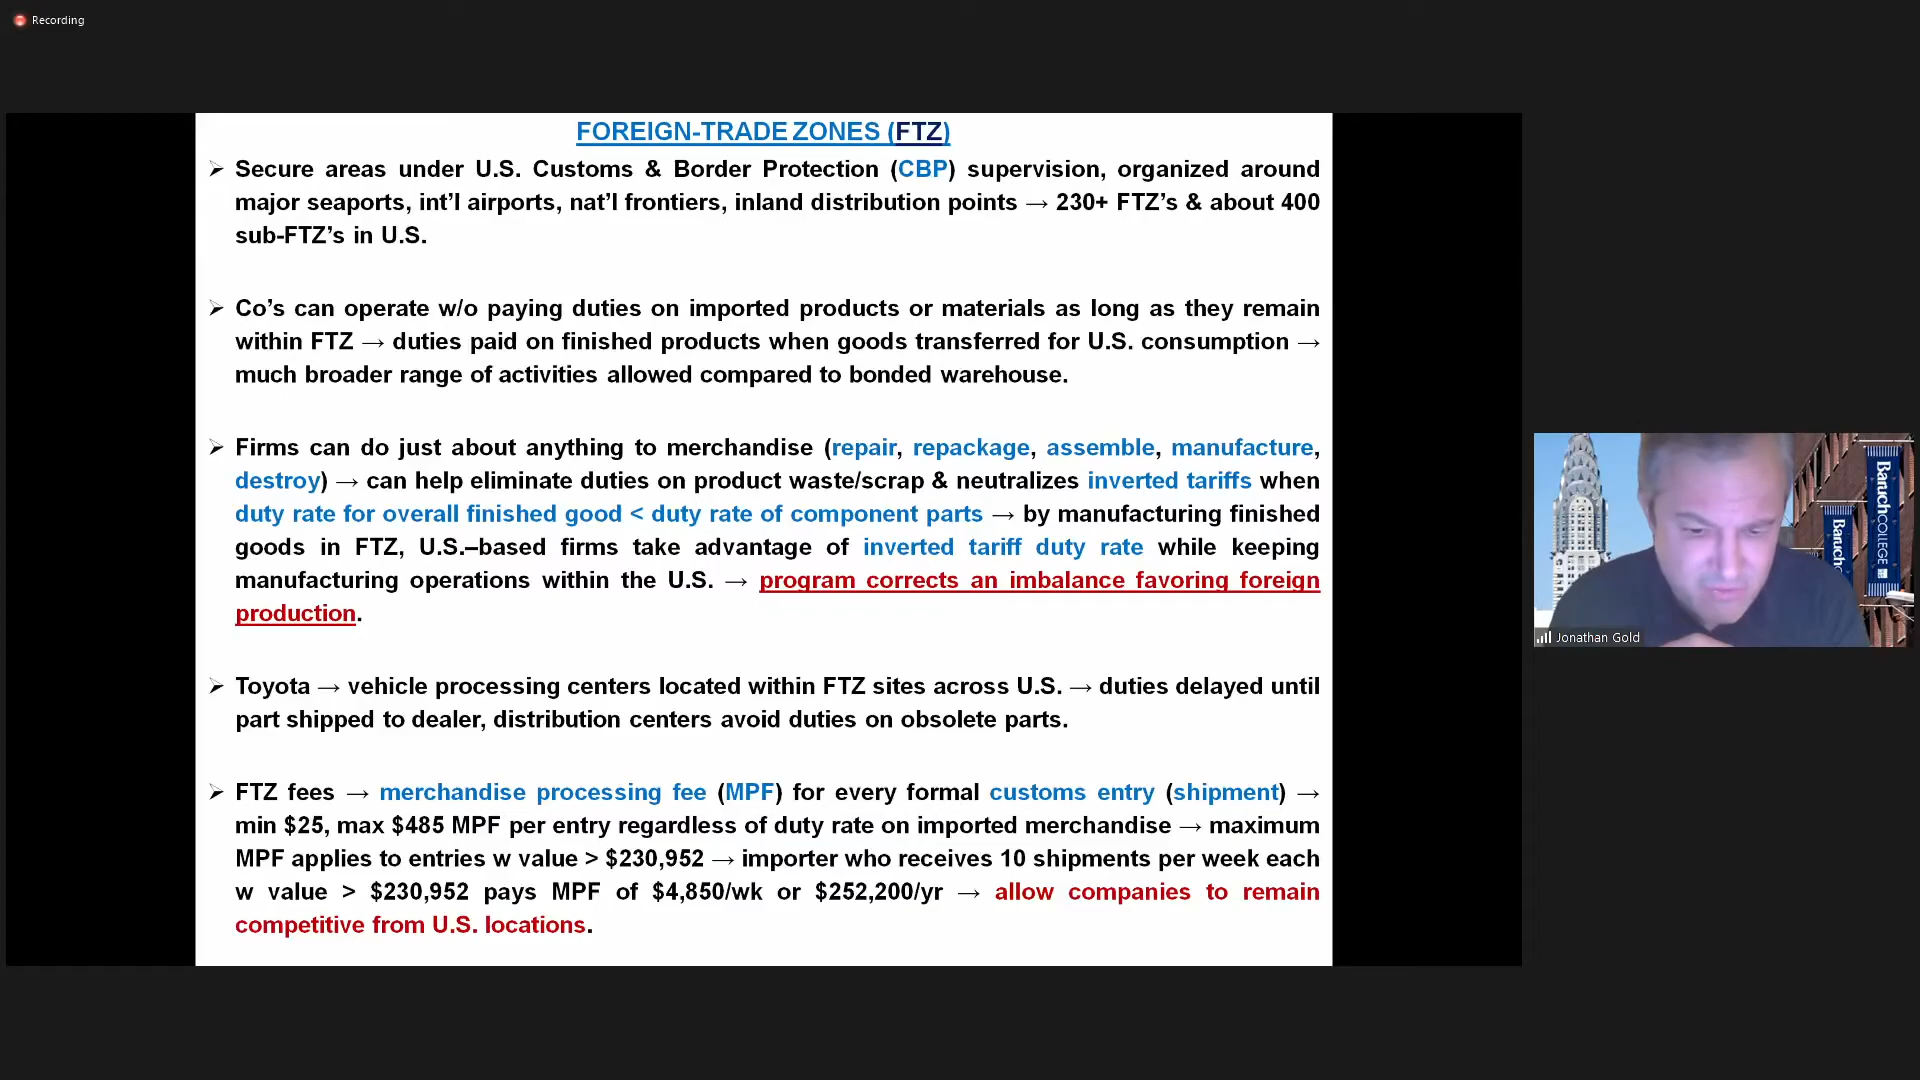 Recording
FOREIGN-TRADE ZONES (FTZ)
➢ Secure areas under U.S. Customs & Border Protection (CBP) supervision, organized around
major seaports, int’l airports, nat’l frontiers, inland distribution points → 230+ FTZ’s & about 400
sub-FTZ’s in U.S.
➢ Co’s can operate w/o paying duties on imported products or materials as long as they remain
within FTZ → duties paid on finished products when goods transferred for U.S. consumption →
much broader range of activities allowed compared to bonded warehouse.
➢ Firms can do just about anything to merchandise (repair, repackage, assemble, manufacture,
destroy) → can help eliminate duties on product waste/scrap & neutralizes inverted tariffs when
duty rate for overall finished good < duty rate of component parts → by manufacturing finished
goods in FTZ, U.S.–based firms take advantage of inverted tariff duty rate while keeping
manufacturing operations within the U.S. → program corrects an imbalance favoring foreign
production.
➢ Toyota → vehicle processing centers located within FTZ sites across U.S. → duties delayed until
part shipped to dealer, distribution centers avoid duties on obsolete parts.
➢ FTZ fees → merchandise processing fee (MPF) for every formal customs entry (shipment) →
min $25, max $485 MPF per entry regardless of duty rate on imported merchandise → maximum
MPF applies to entries w value > $230,952 → importer who receives 10 shipments per week each
w value > $230,952 pays MPF of $4,850/wk or $252,200/yr → allow companies to remain
competitive from U.S. locations.
Baruch COLLEGE
Baruch
Jonathan Gold